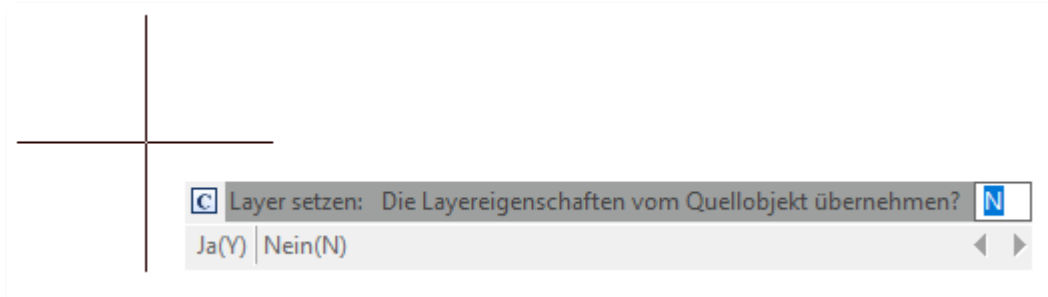 C Layer setzen: Die Layereigenschaften vom Quellobjekt übernehmen? N
Ja(Y) Nein(N)